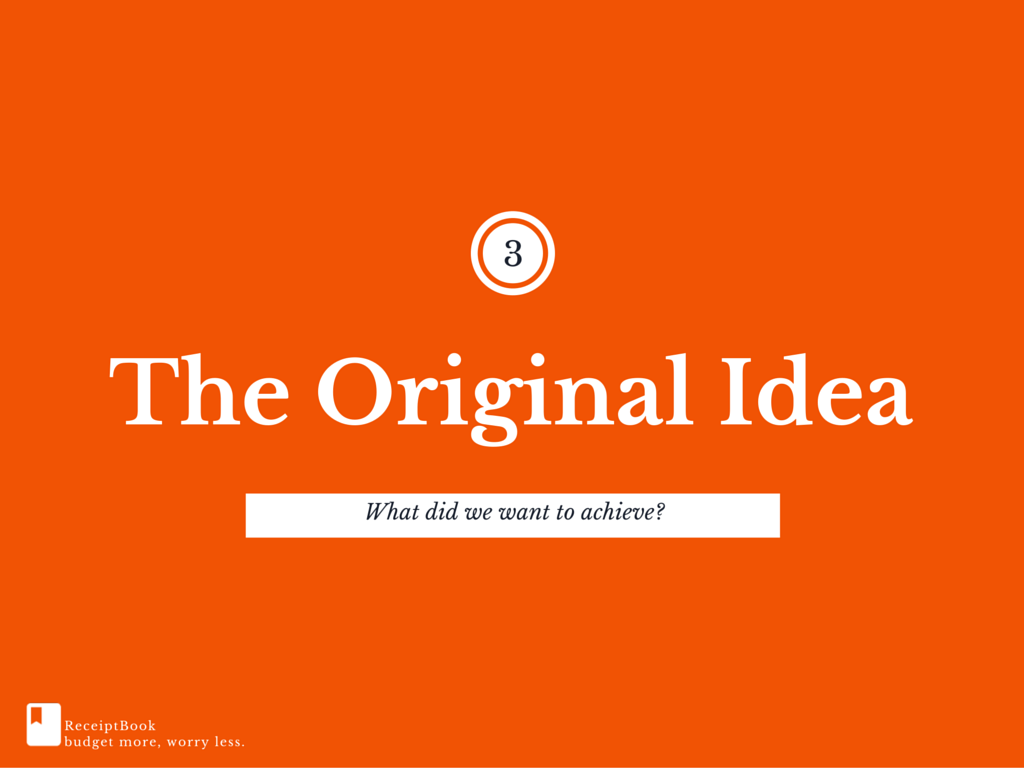 3
The Original Idea
What did we want to achieve?
ReceiptBook
budget more, worry less.